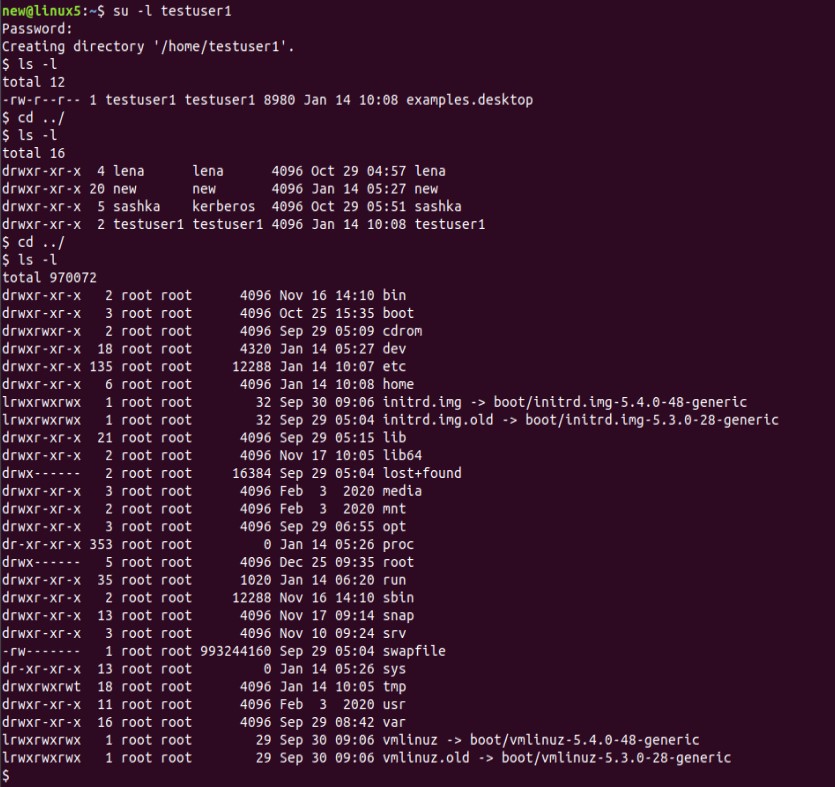 new@linux5:~$ su -l testuser1
Password:
Creating directory '/home/testuser1'.
$ ls -l
total 12
-rw-r--r-- 1 testuser1 testuser1 8980 Jan 14 10:08 examples.desktop
$ cd ../
$ ls -l
total 16
drwxr-xr-x  4 lena      lena      4096 Oct 29 04:57 lena
drwxr-xr-x 20 new       new       4096 Jan 14 05:27 new
drwxr-xr-x  5 sashka    kerberos  4096 Oct 29 05:51 sashka
drwxr-xr-x  2 testuser1 testuser1 4096 Jan 14 10:08 testuser1
$ cd ../
$ ls -l
total 970072
drwxr-xr-x   2 root root      4096 Nov 16 14:10 bin
drwxr-xr-x   3 root root      4096 Oct 25 15:35 boot
drwxrwxr-x   2 root root      4096 Sep 29 05:09 cdrom
drwxr-xr-x  18 root root      4320 Jan 14 05:27 dev
drwxr-xr-x 135 root root     12288 Jan 14 10:07 etc
drwxr-xr-x   6 root root      4096 Jan 14 10:08 home
lrwxrwxrwx   1 root root        32 Sep 30 09:06 initrd.img -> boot/initrd.img-5.4.0-48-generic
lrwxrwxrwx   1 root root        32 Sep 29 05:04 initrd.img.old -> boot/initrd.img-5.3.0-28-generic
drwxr-xr-x  21 root root      4096 Sep 29 05:15 lib
drwxr-xr-x   2 root root      4096 Nov 17 10:05 lib64
drwx------   2 root root     16384 Sep 29 05:04 lost+found
drwxr-xr-x   3 root root      4096 Feb  3  2020 media
drwxr-xr-x   2 root root      4096 Feb  3  2020 mnt
drwxr-xr-x   3 root root      4096 Sep 29 06:55 opt
dr-xr-xr-x 353 root root         0 Jan 14 05:26 proc
drwx------   5 root root      4096 Dec 25 09:35 root
drwxr-xr-x  35 root root      1020 Jan 14 06:20 run
drwxr-xr-x   2 root root     12288 Nov 16 14:10 sbin
drwxr-xr-x  13 root root      4096 Nov 17 09:14 snap
drwxr-xr-x   3 root root      4096 Nov 10 09:24 srv
-rw-------   1 root root 993244160 Sep 29 05:04 swapfile
dr-xr-xr-x  13 root root         0 Jan 14 05:26 sys
drwxrwxrwt  18 root root      4096 Jan 14 10:05 tmp
drwxr-xr-x  11 root root      4096 Feb  3  2020 usr
drwxr-xr-x  16 root root      4096 Sep 29 08:42 var
lrwxrwxrwx   1 root root        29 Sep 30 09:06 vmlinuz -> boot/vmlinuz-5.4.0-48-generic
lrwxrwxrwx   1 root root        29 Sep 30 09:06 vmlinuz.old -> boot/vmlinuz-5.3.0-28-generic
$